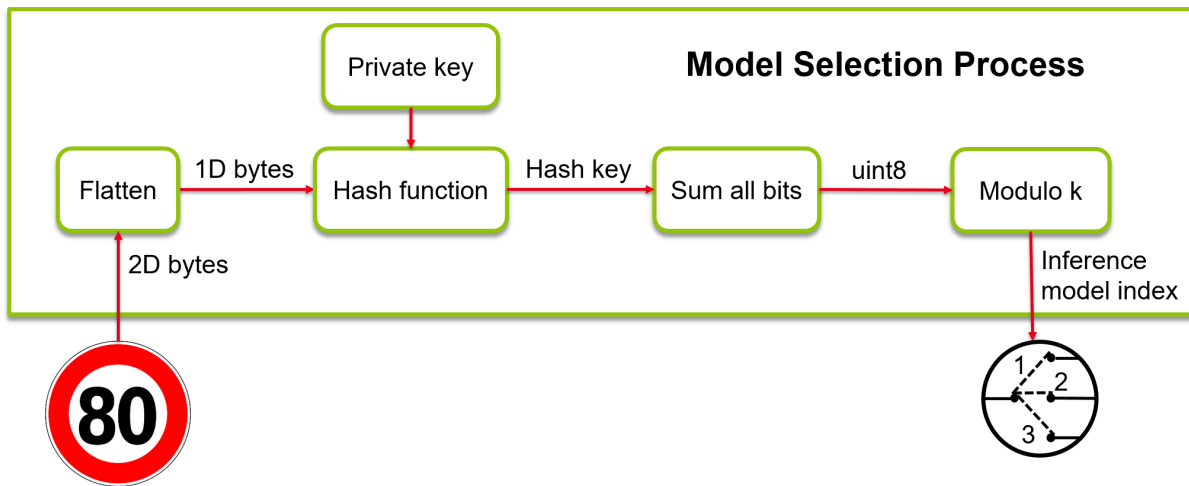 Model Selection Process
Private key
Flatten
1D bytes
Hash function
Hash key
Sum all bits
uint8
Modulo k
2D bytes
Inference
model index
80
1
2
3